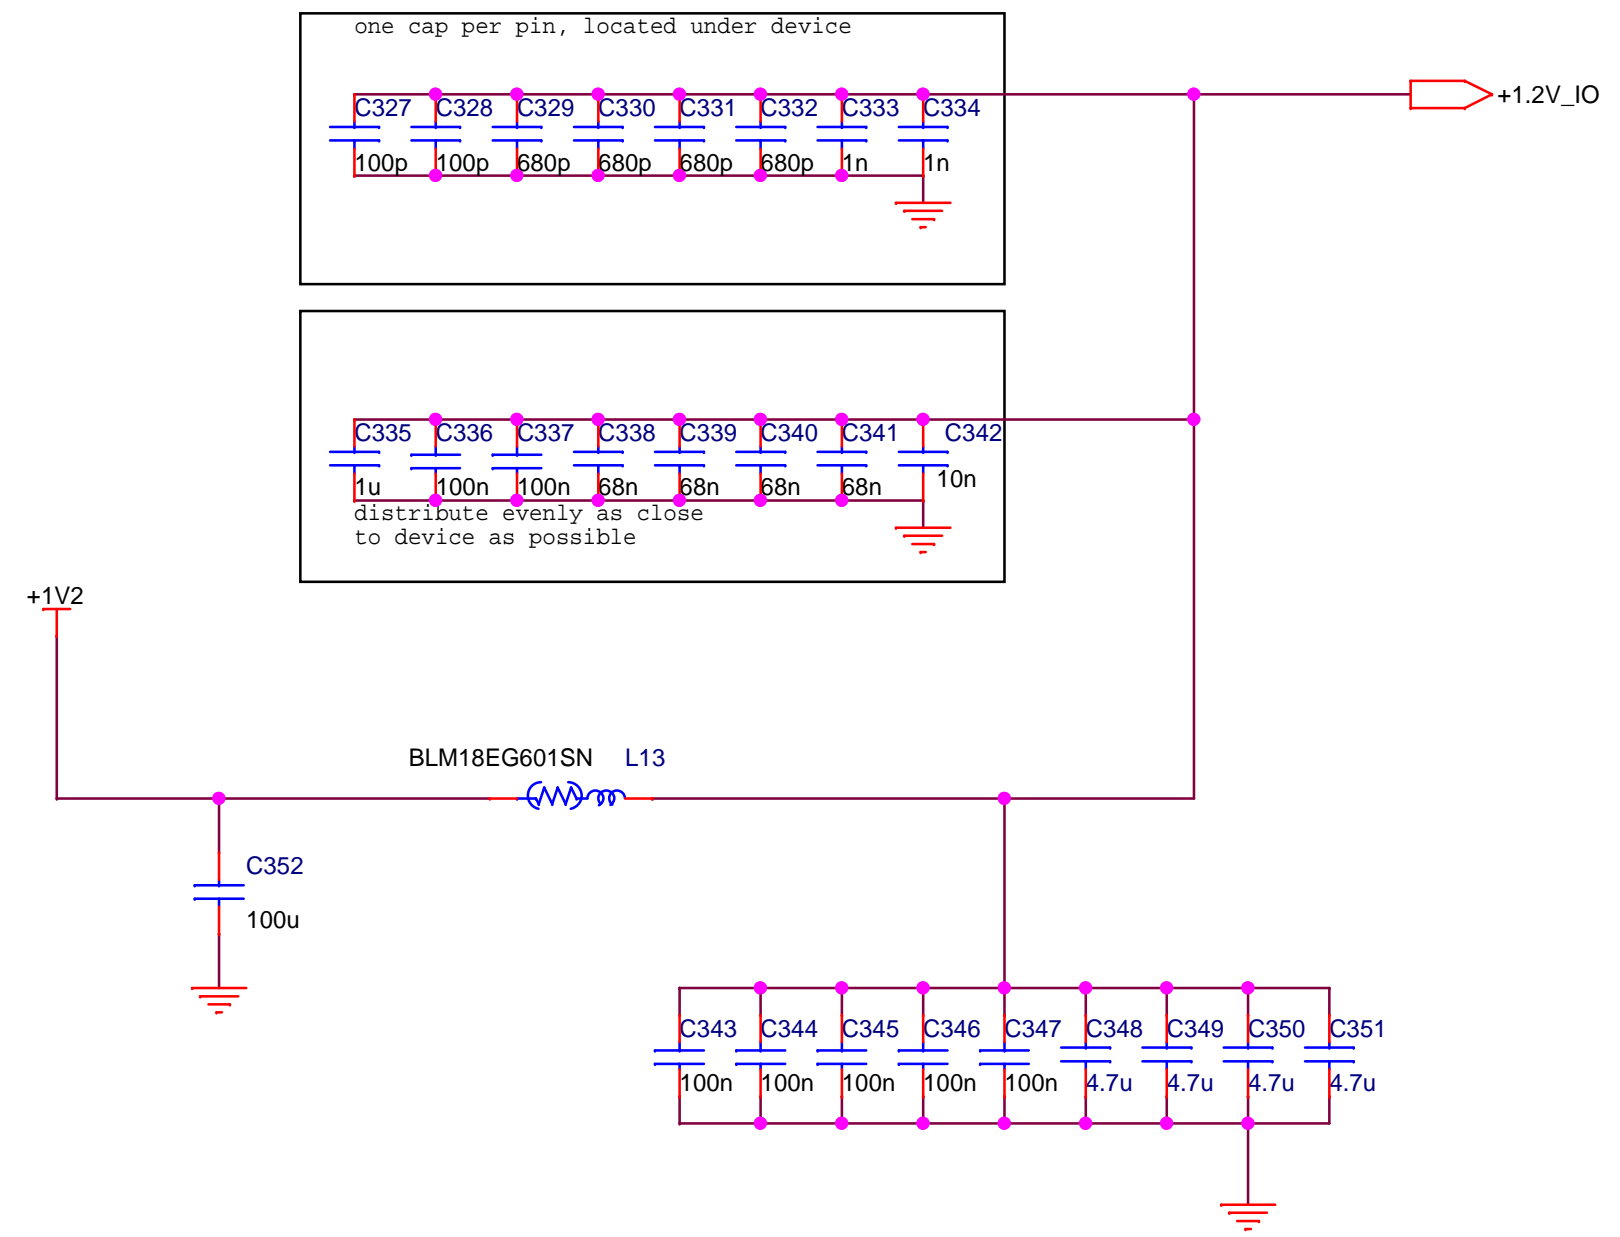 one cap per pin, located under device
C327 C328 C329 C330 C331 C332 C333 C334
+1.2V_IO
100p 100p 680p 680p 680p 680p 1n 1n
C335 C336 C337 C338 C339 C340 C341 C342
1u 100n 100n 68n 68n 68n 68n 10n
distribute evenly as close
to device as possible
+1V2
BLM18EG601SN L13
C352
100u
C343 C344 C345 C346 C347 C348 C349 C350 C351
100n 100n 100n 100n 100n 4.7u 4.7u 4.7u 4.7u